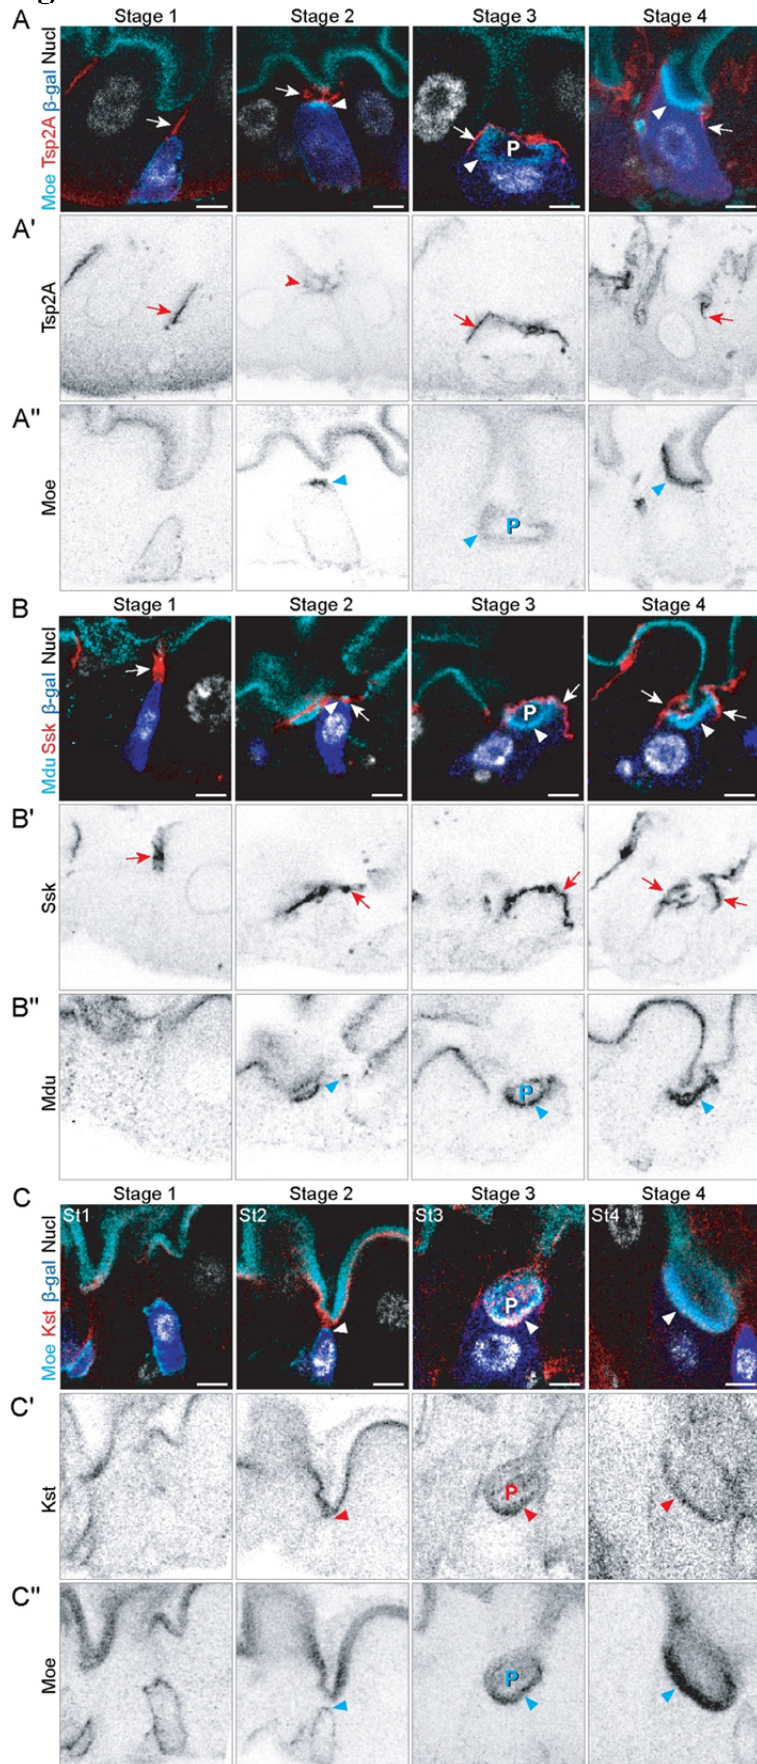 A Stage 1 Stage 2 Stage 3 Stage 4
Moe Tsp2A β-gal Nucl
P
A'
Tsp2A
A"
Moe
P
B Stage 1 Stage 2 Stage 3 Stage 4
Mdu Ssk β-gal Nucl
P
B'
Ssk
B"
Mdu
P
C Stage 1 Stage 2 Stage 3 Stage 4
St1 St2 St3 St4
Moe Kst β-gal Nucl
P
C'
Kst
P
C"
Moe
P